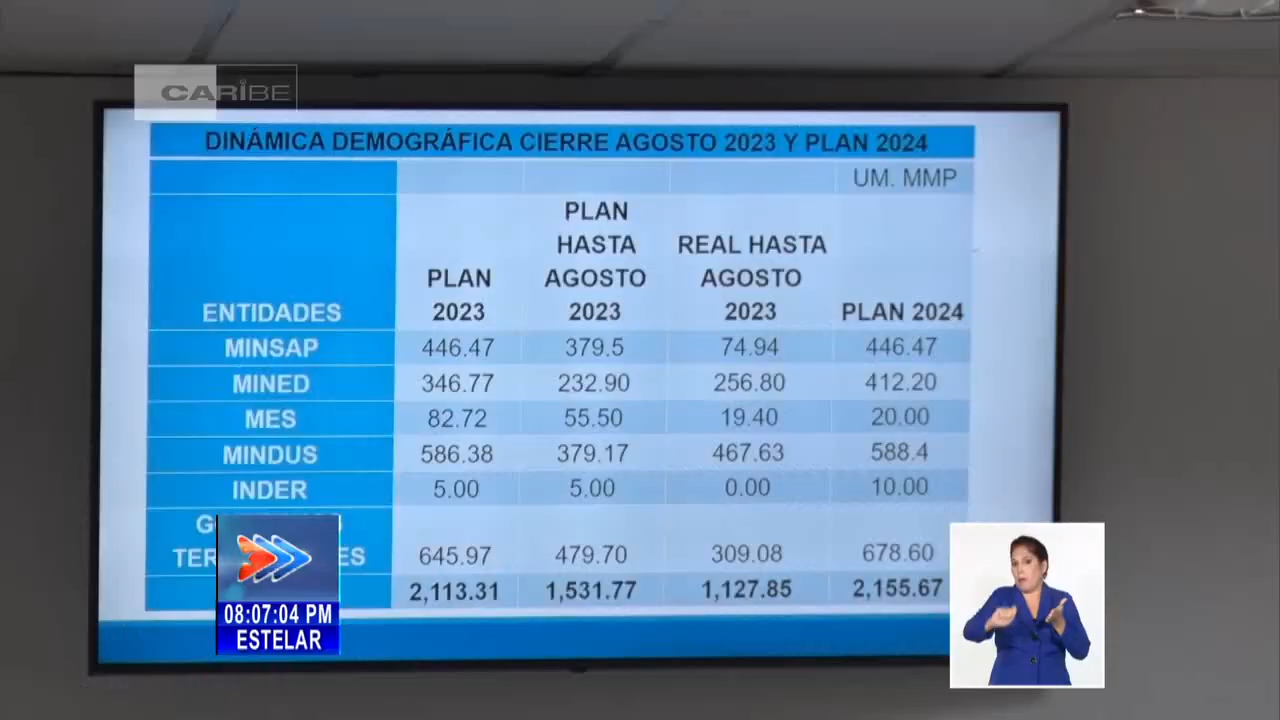 CARIBE
DINÁMICA DEMOGRÁFICA CIERRE AGOSTO 2023 Y PLAN 2024
UM. MMP
ENTIDADES PLAN 2023 PLAN HASTA AGOSTO 2023 REAL HASTA AGOSTO 2023 PLAN 2024
MINSAP 446.47 379.5 74.94 446.47
MINED 346.77 232.90 256.80 412.20
MES 82.72 55.50 19.40 20.00
MINDUS 586.38 379.17 467.63 588.4
INDER 5.00 5.00 0.00 10.00
645.97 479.70 309.08 678.60
2,113.31 1,531.77 1,127.85 2,155.67
08:07:04 PM
ESTELAR